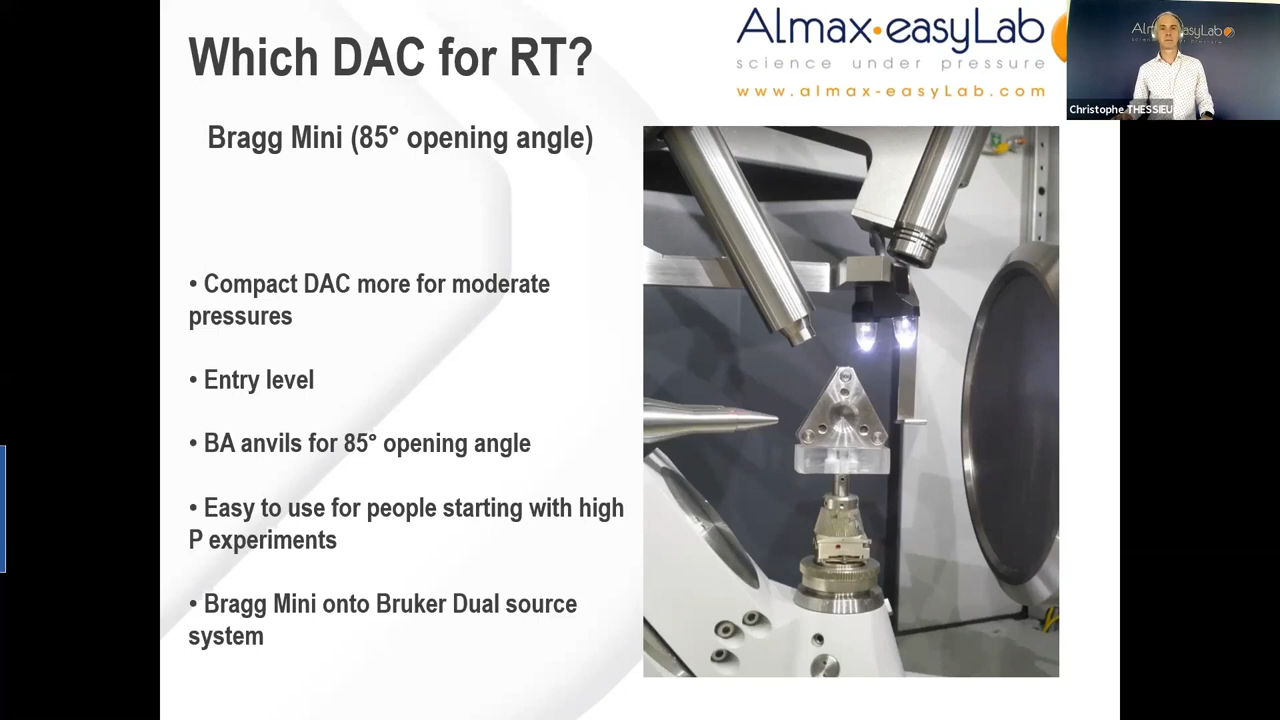 Which DAC for RT?
Almax•easyLab
science under pressure
www.almax-easyLab.com
Christophe THESSIEU
Bragg Mini (85° opening angle)
• Compact DAC more for moderate
pressures
• Entry level
• BA anvils for 85° opening angle
• Easy to use for people starting with high
P experiments
• Bragg Mini onto Bruker Dual source
system